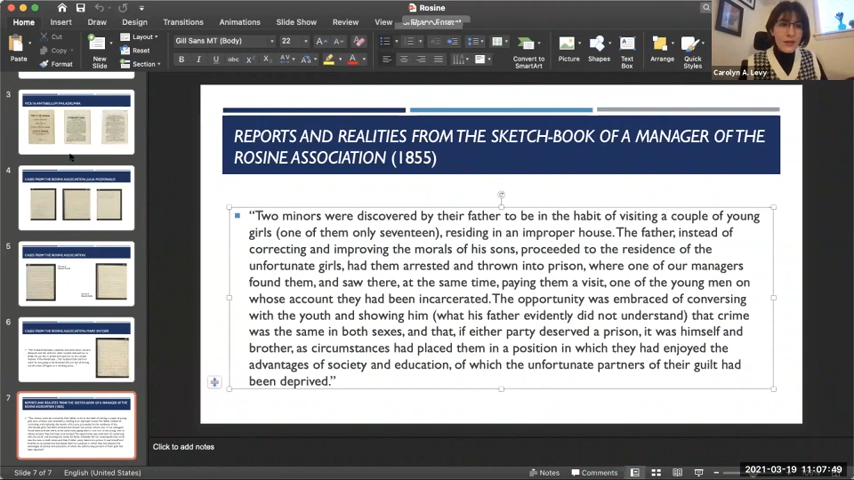 Rosine
Home Insert Draw Design Transitions Animations Slide Show Review View
Paste
Cut
Copy
Format
New
Slide
Layout
Reset
Section
Gill Sans MT (Body)
22
Convert to
SmartArt
Picture
Shapes
Text
Box
Arrange
Quick
Styles
Carolyn A. Levy
3
4
5
6
7
REPORTS AND REALITIES FROM THE SKETCH-BOOK OF A MANAGER OF THE
ROSINE ASSOCIATION (1855)
“Two minors were discovered by their father to be in the habit of visiting a couple of young
girls (one of them only seventeen), residing in an improper house. The father, instead of
correcting and improving the morals of his sons, proceeded to the residence of the
unfortunate girls, had them arrested and thrown into prison, where one of our managers
found them, and saw there, at the same time, paying them a visit, one of the young men on
whose account they had been incarcerated. The opportunity was embraced of conversing
with the youth and showing him (what his father evidently did not understand) that crime
was the same in both sexes, and that, if either party deserved a prison, it was himself and
brother, as circumstances had placed them in a position in which they had enjoyed the
advantages of society and education, of which the unfortunate partners of their guilt had
been deprived.”
Click to add notes
Slide 7 of 7 English (United States)
Notes Comments
2021-03-19 11:07:49